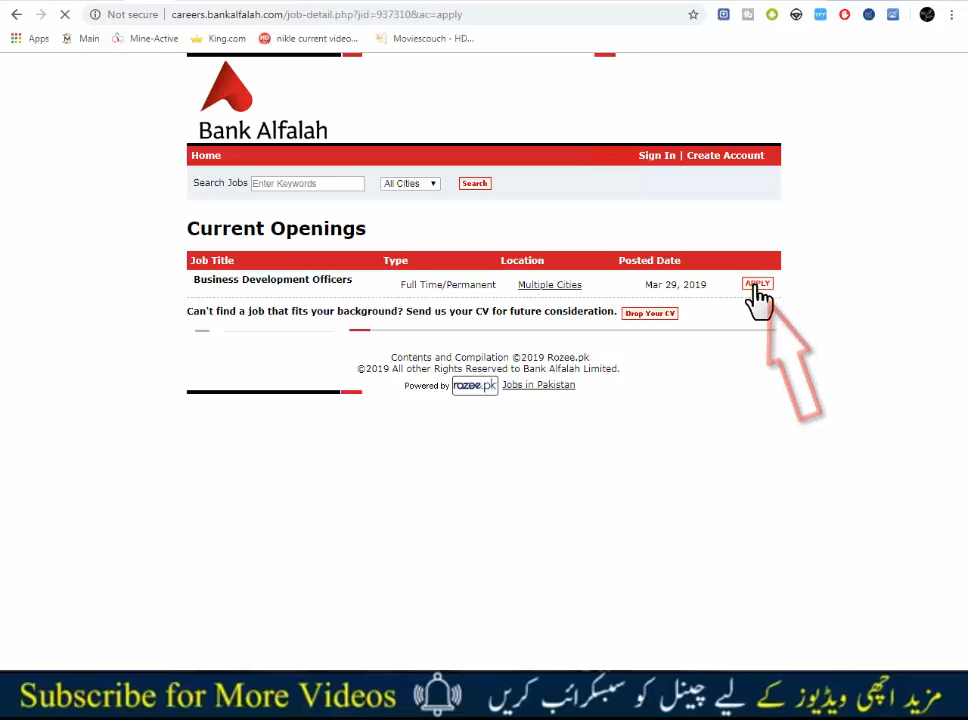 Not secure | careers.bankalfalah.com/job-detail.php?jid=937310&ac=apply
Apps Main Mine-Active King.com nikle current video... Moviescouch - HD...
Bank Alfalah
Home Sign In | Create Account
Search Jobs Enter Keywords All Cities Search
Current Openings
Job Title Type Location Posted Date
Business Development Officers Full Time/Permanent Multiple Cities Mar 29, 2019 APPLY
Can't find a job that fits your background? Send us your CV for future consideration. Drop Your CV
Contents and Compilation ©2019 Rozee.pk
©2019 All other Rights Reserved to Bank Alfalah Limited.
Powered by rozee.pk Jobs in Pakistan
Subscribe for More Videos مزید اچھی ویڈیوز کے لیے چینل کو سبسکرائب کریں